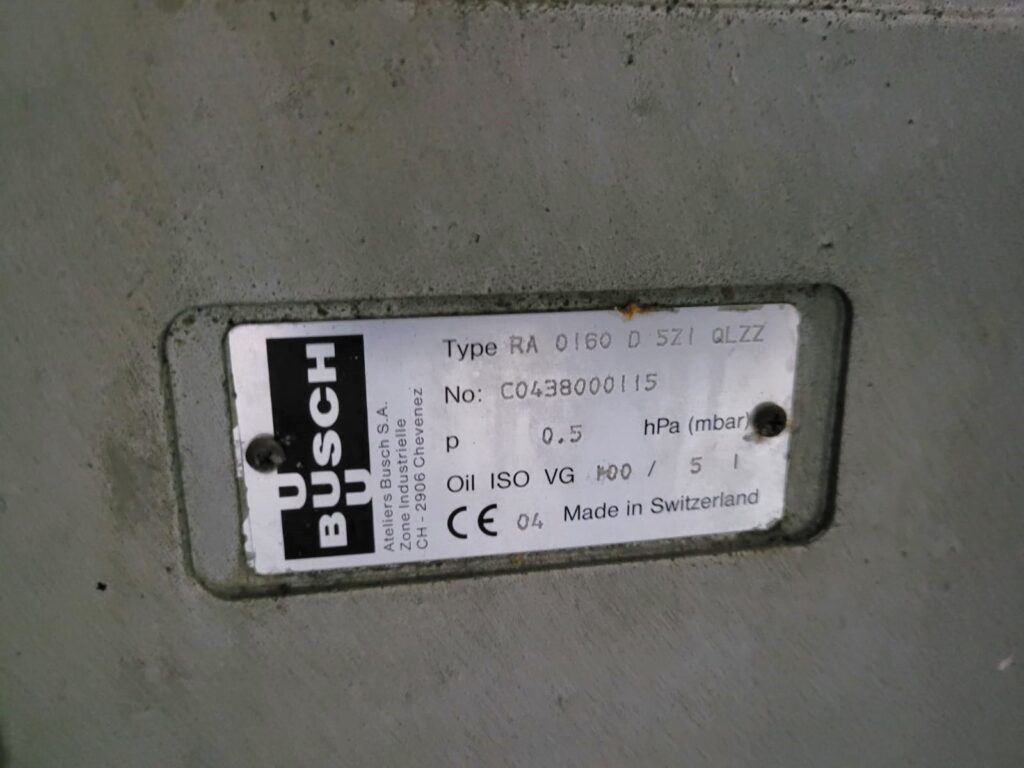 U
BUSCH
BU
Ateliers Busch S.A.
Zone Industrielle
CH - 2906 Chevenez
Type RA 0160 D 5Z1 QLZZ
No: C0438000115
p 0.5 hPa (mbar)
Oil ISO VG 100 / 5 l
CE 04 Made in Switzerland